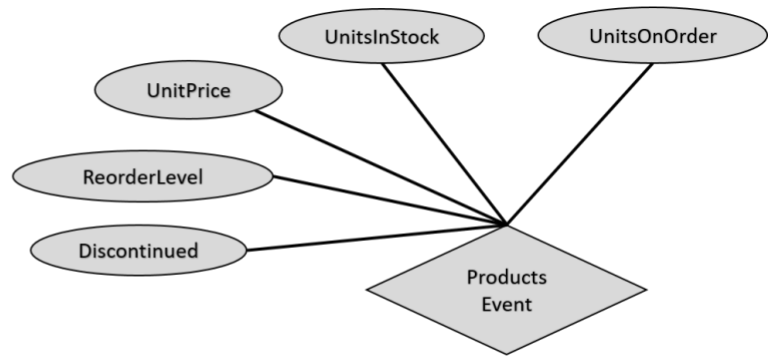 UnitsInStock
UnitsOnOrder
UnitPrice
ReorderLevel
Discontinued
Products
Event